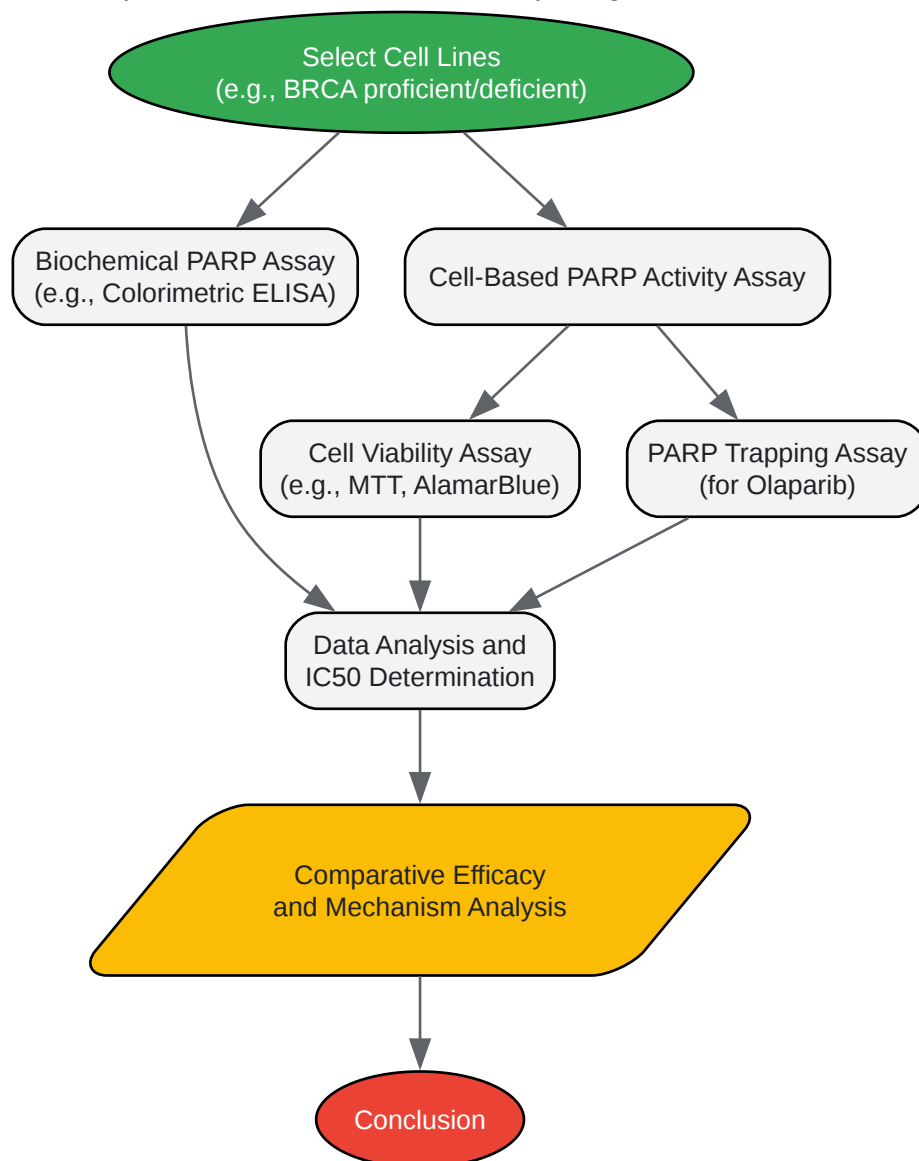 Select Cell Lines
(e.g., BRCA proficient/deficient)
Biochemical PARP Assay
(e.g., Colorimetric ELISA)
Cell-Based PARP Activity Assay
Cell Viability Assay
(e.g., MTT, AlamarBlue)
PARP Trapping Assay
(for Olaparib)
Data Analysis and
IC50 Determination
Comparative Efficacy
and Mechanism Analysis
Conclusion